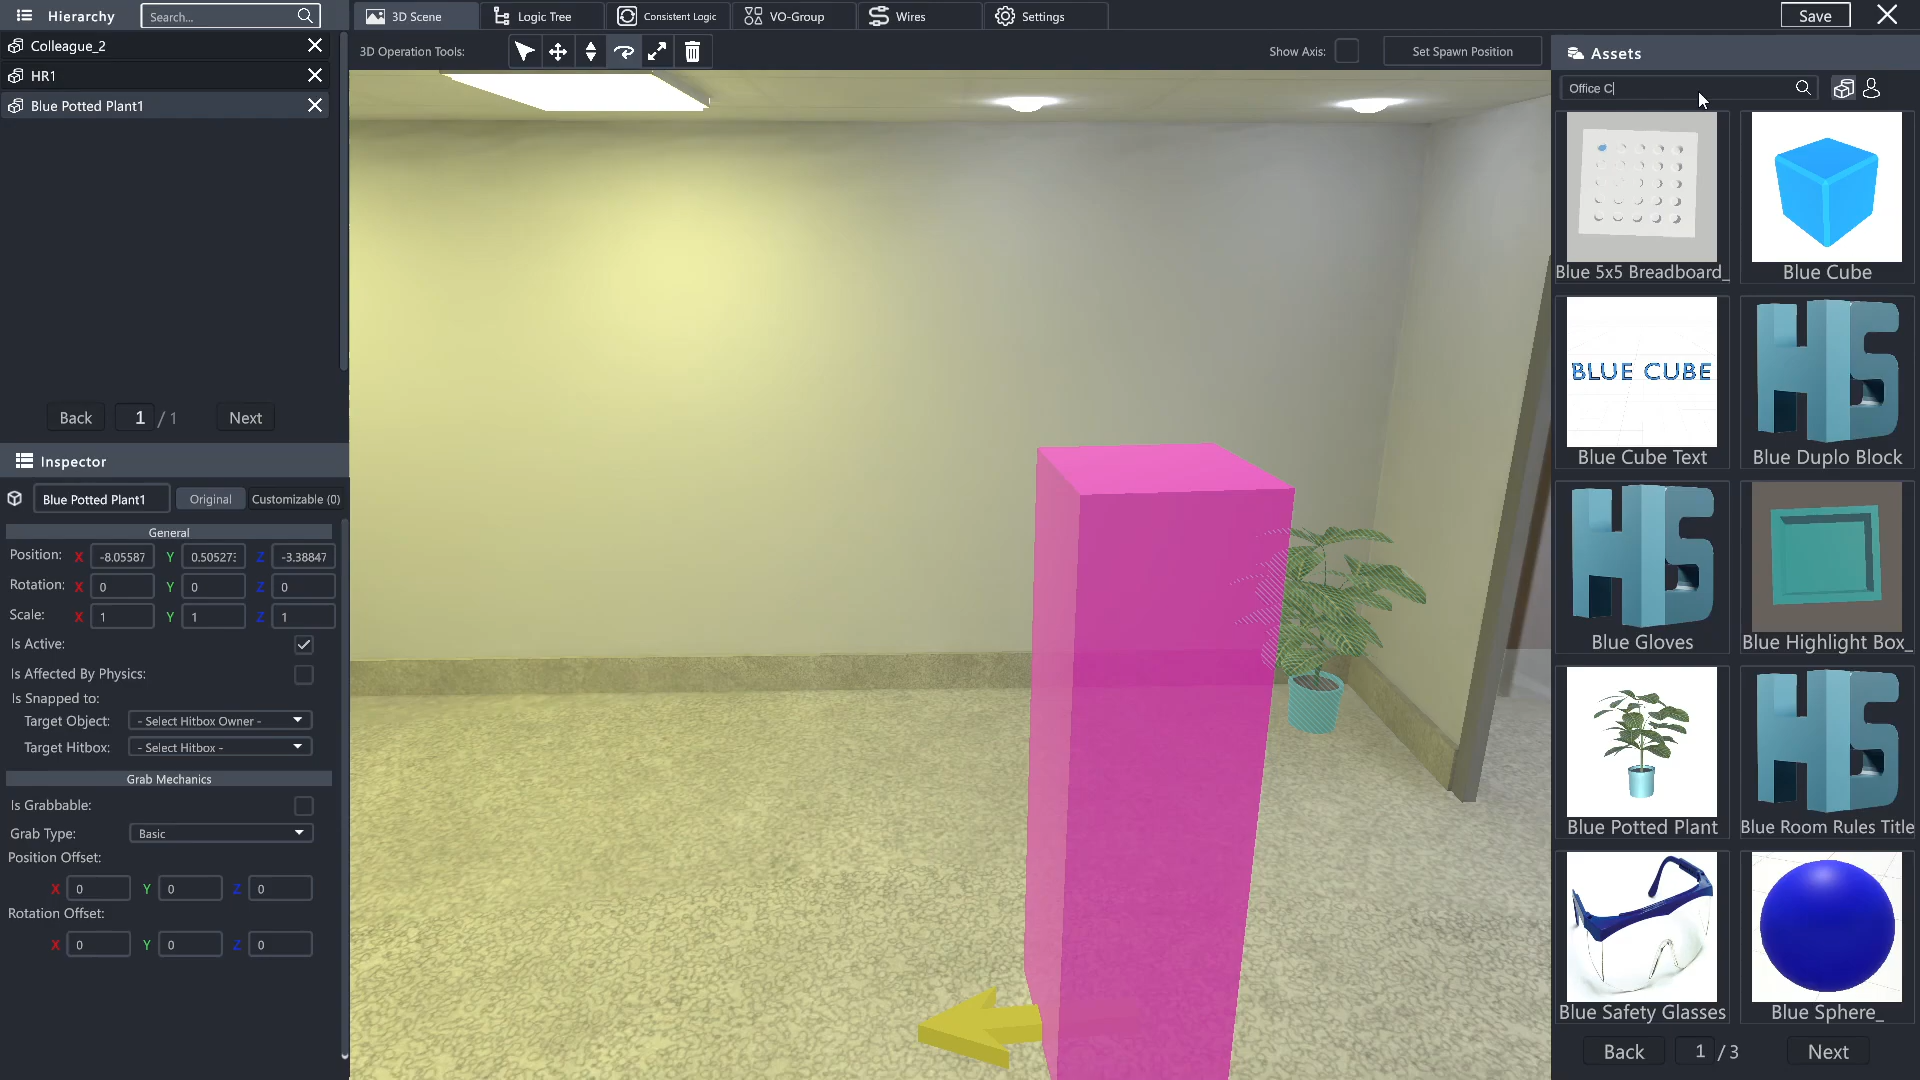 Hierarchy
Search...
3D Scene
Logic Tree
Consistent Logic
VO-Group
Wires
Settings
Save
Colleague_2
HR1
Blue Potted Plant1
3D Operation Tools:
Show Axis:
Set Spawn Position
Assets
Office C
Blue 5x5 Breadboard_
Blue Cube
BLUE CUBE
Blue Cube Text
Blue Duplo Block
Blue Gloves
Blue Highlight Box_
Blue Potted Plant
Blue Room Rules Title
Blue Safety Glasses
Blue Sphere_
Back 1 / 3 Next
Back 1 / 1 Next
Inspector
Blue Potted Plant1 Original Customizable (0)
General
Position: X -8.05587 Y 0.50527: Z -3.38847
Rotation: X 0 Y 0 Z 0
Scale: X 1 Y 1 Z 1
Is Active:
Is Affected By Physics:
Is Snapped to:
Target Object: - Select Hitbox Owner -
Target Hitbox: - Select Hitbox -
Grab Mechanics
Is Grabbable:
Grab Type: Basic
Position Offset:
X 0 Y 0 Z 0
Rotation Offset:
X 0 Y 0 Z 0